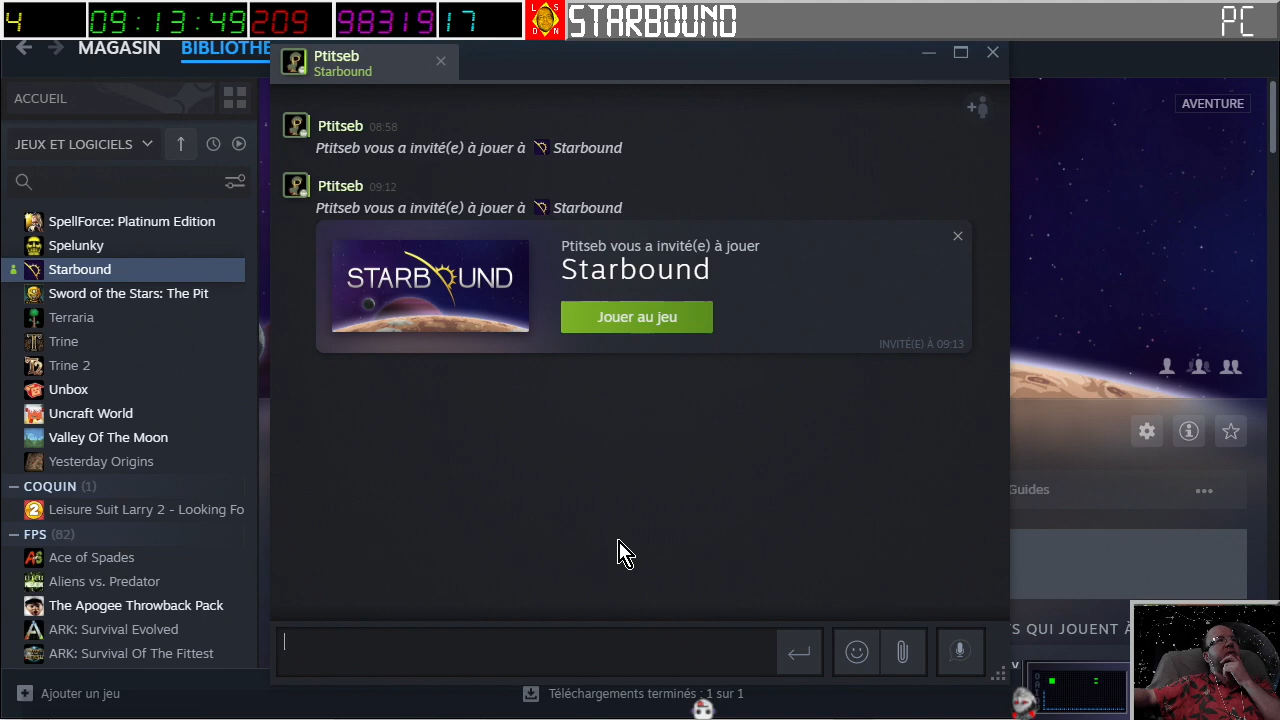 4
09:13:49
209
98319
17
L S
D N
STARBOUND
PC
MAGASIN
BIBLIOTHÈ
Ptitseb
Starbound
ACCUEIL
AVENTURE
JEUX ET LOGICIELS
Ptitseb 08:58
Ptitseb vous a invité(e) à jouer à Starbound
Ptitseb 09:12
Ptitseb vous a invité(e) à jouer à Starbound
STARBOUND
Ptitseb vous a invité(e) à jouer
Starbound
Jouer au jeu
INVITÉ(E) À 09:13
SpellForce: Platinum Edition
Spelunky
Starbound
Sword of the Stars: The Pit
Terraria
Trine
Trine 2
Unbox
Uncraft World
Valley Of The Moon
Yesterday Origins
COQUIN (1)
Leisure Suit Larry 2 - Looking Fo
FPS (82)
Ace of Spades
Aliens vs. Predator
The Apogee Throwback Pack
ARK: Survival Evolved
ARK: Survival Of The Fittest
Guides
S QUI JOUENT À
Ajouter un jeu
Téléchargements terminés : 1 sur 1